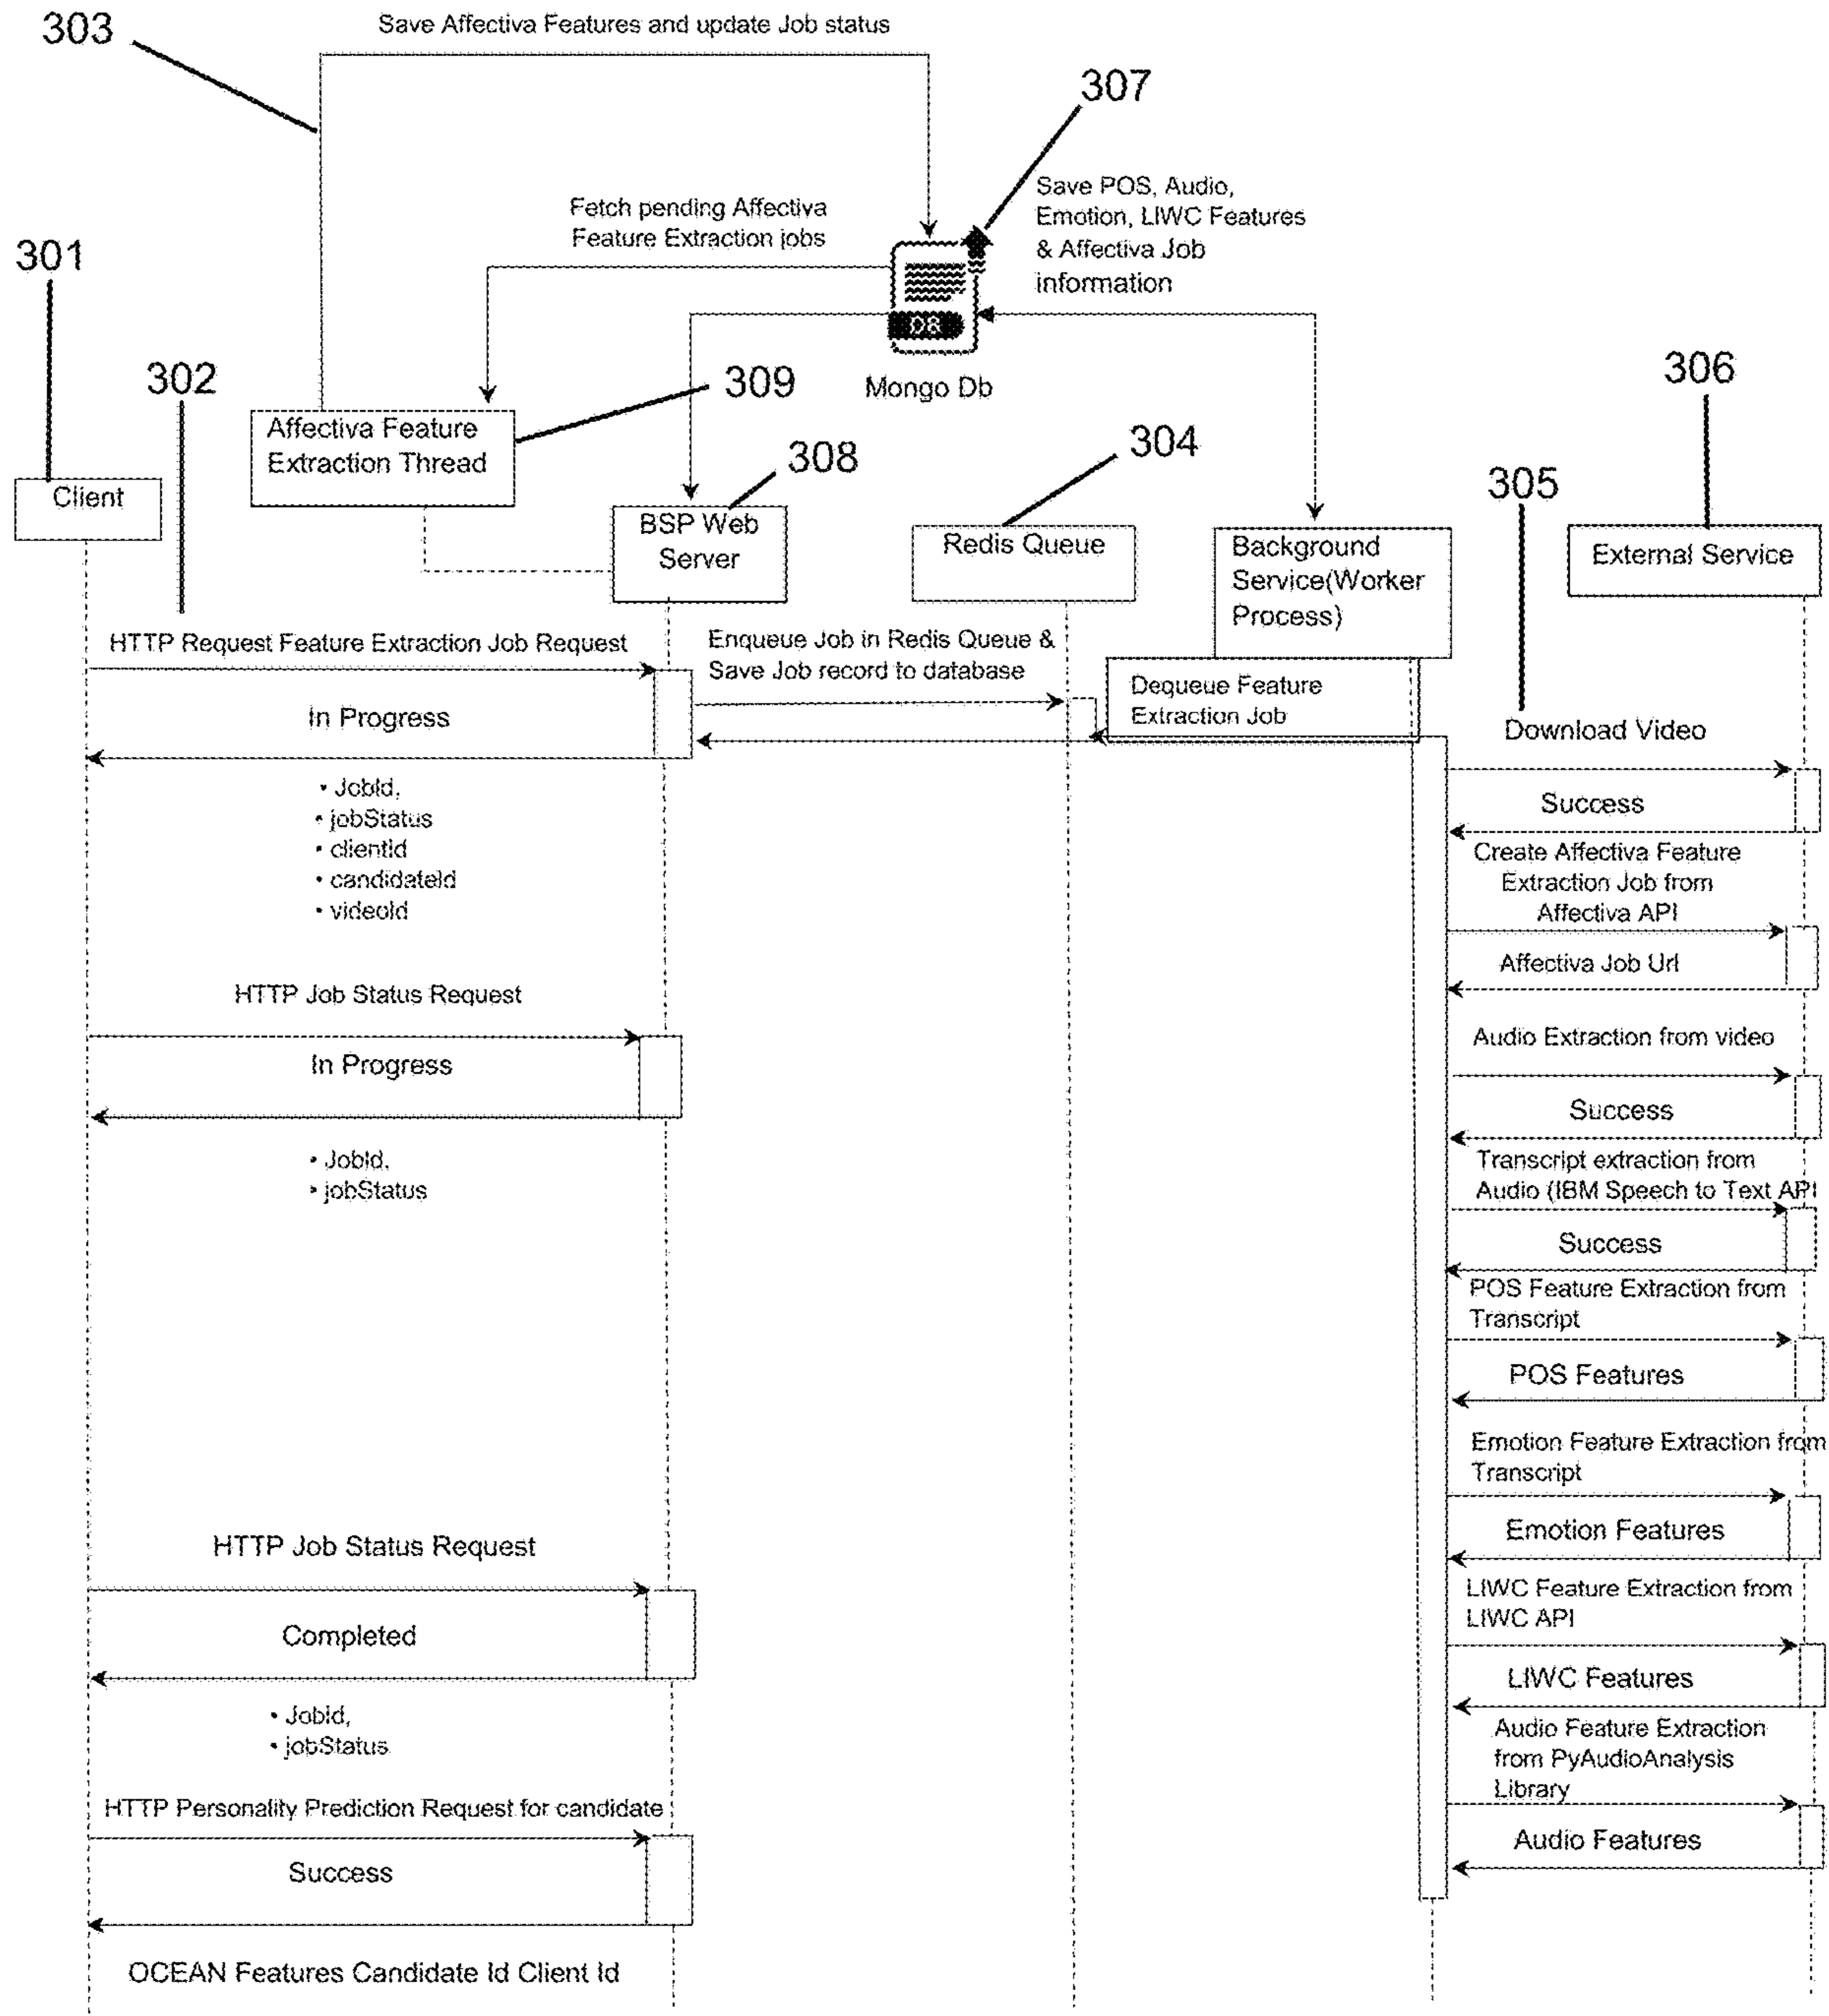 303
Save Affectiva Features and update Job status
307
Save POS, Audio,
Emotion, LIWC Features
& Affectiva Job
information
Fetch pending Affectiva
Feature Extraction jobs
301
DB
Mongo Db
302
309
306
Affectiva Feature
Extraction Thread
308
304
305
Client
BSP Web
Server
Redis Queue
Background
Service(Worker
Process)
External Service
HTTP Request Feature Extraction Job Request
Enqueue Job in Redis Queue &
Save Job record to database
Dequeue Feature
Extraction Job
In Progress
Download Video
• JobId,
• jobStatus
• clientId
• candidateId
• videoId
Success
Create Affectiva Feature
Extraction Job from
Affectiva API
Affectiva Job Url
HTTP Job Status Request
In Progress
• JobId,
• jobStatus
Audio Extraction from video
Success
Transcript extraction from
Audio (IBM Speech to Text API
Success
POS Feature Extraction from
Transcript
POS Features
Emotion Feature Extraction from
Transcript
Emotion Features
HTTP Job Status Request
Completed
• JobId,
• jobStatus
LIWC Feature Extraction from
LIWC API
LIWC Features
Audio Feature Extraction
from PyAudioAnalysis
Library
Audio Features
HTTP Personality Prediction Request for candidate
Success
OCEAN Features Candidate Id Client Id